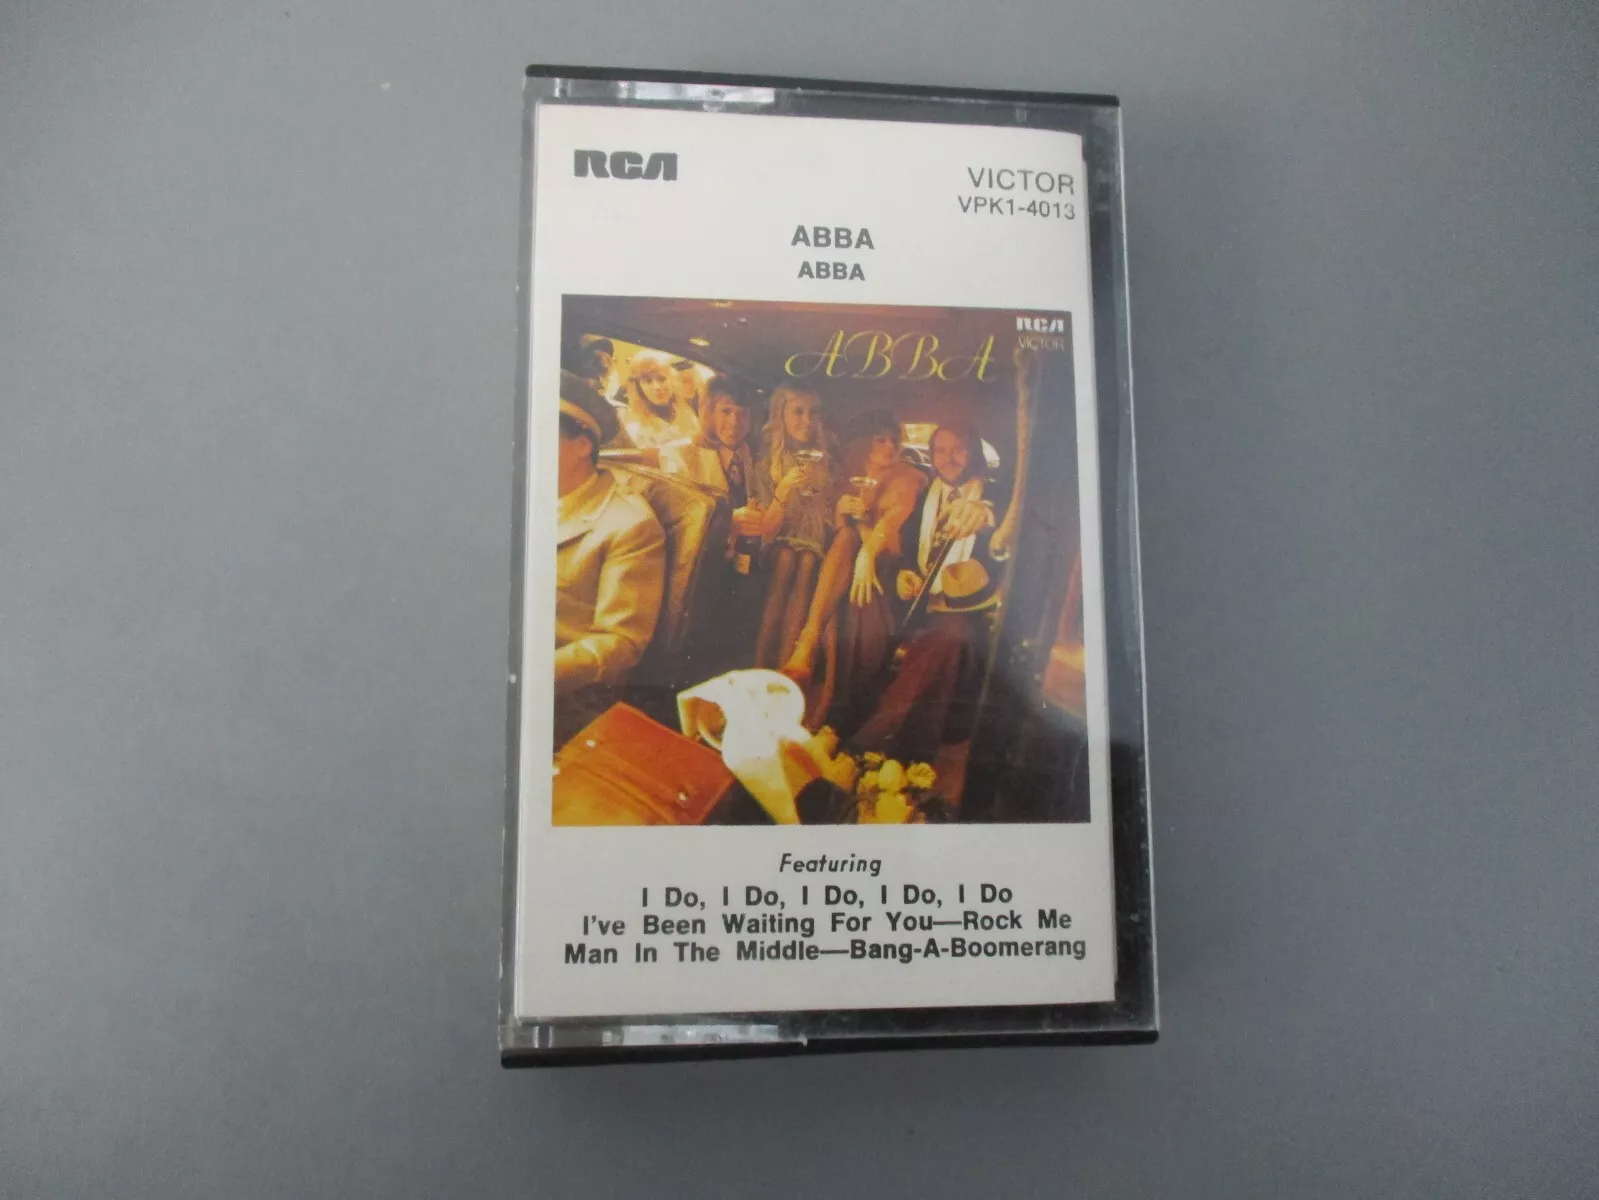 RCA
VICTOR
VPK1-4013
ABBA
ABBA
ABBA
RCA
VICTOR
Featuring
I Do, I Do, I Do, I Do, I Do
I've Been Waiting For You—Rock Me
Man In The Middle—Bang-A-Boomerang